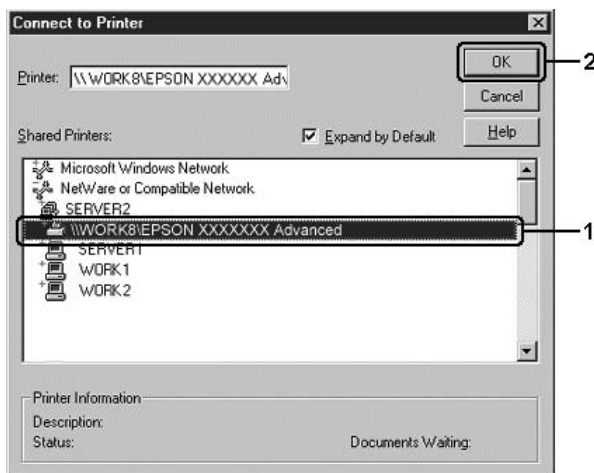 Connect to Printer
OK
2
Printer: \\WORK8\EPSON XXXXXX Adv
Cancel
Shared Printers:
Expand by Default
Help
Microsoft Windows Network
NetWare or Compatible Network
SERVER2
\\WORK8\EPSON XXXXXXX Advanced
1
SERVER1
WORK1
WORK2
Printer Information
Description:
Status:
Documents Waiting: